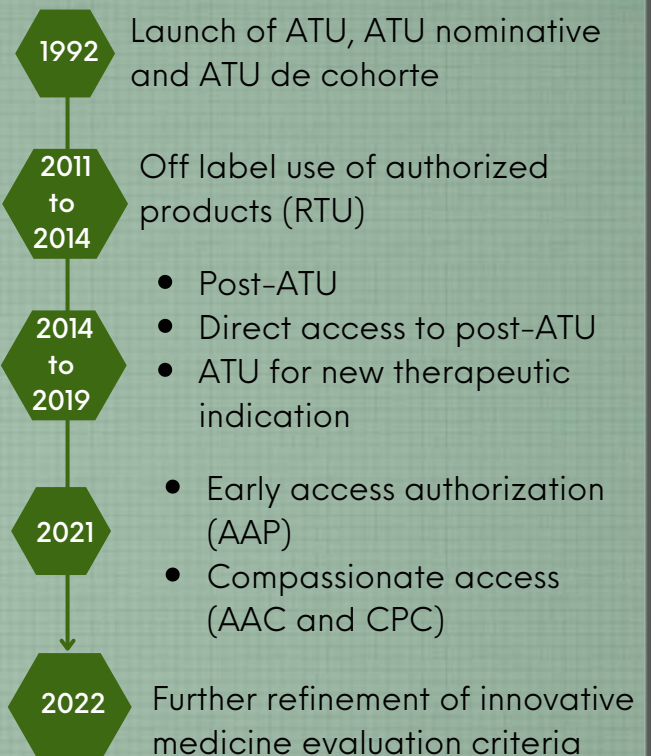 1992
Launch of ATU, ATU nominative
and ATU de cohorte
2011
to
2014
Off label use of authorized
products (RTU)
2014
to
2019
• Post-ATU
• Direct access to post-ATU
• ATU for new therapeutic
indication
2021
• Early access authorization
(AAP)
• Compassionate access
(AAC and CPC)
2022
Further refinement of innovative
medicine evaluation criteria